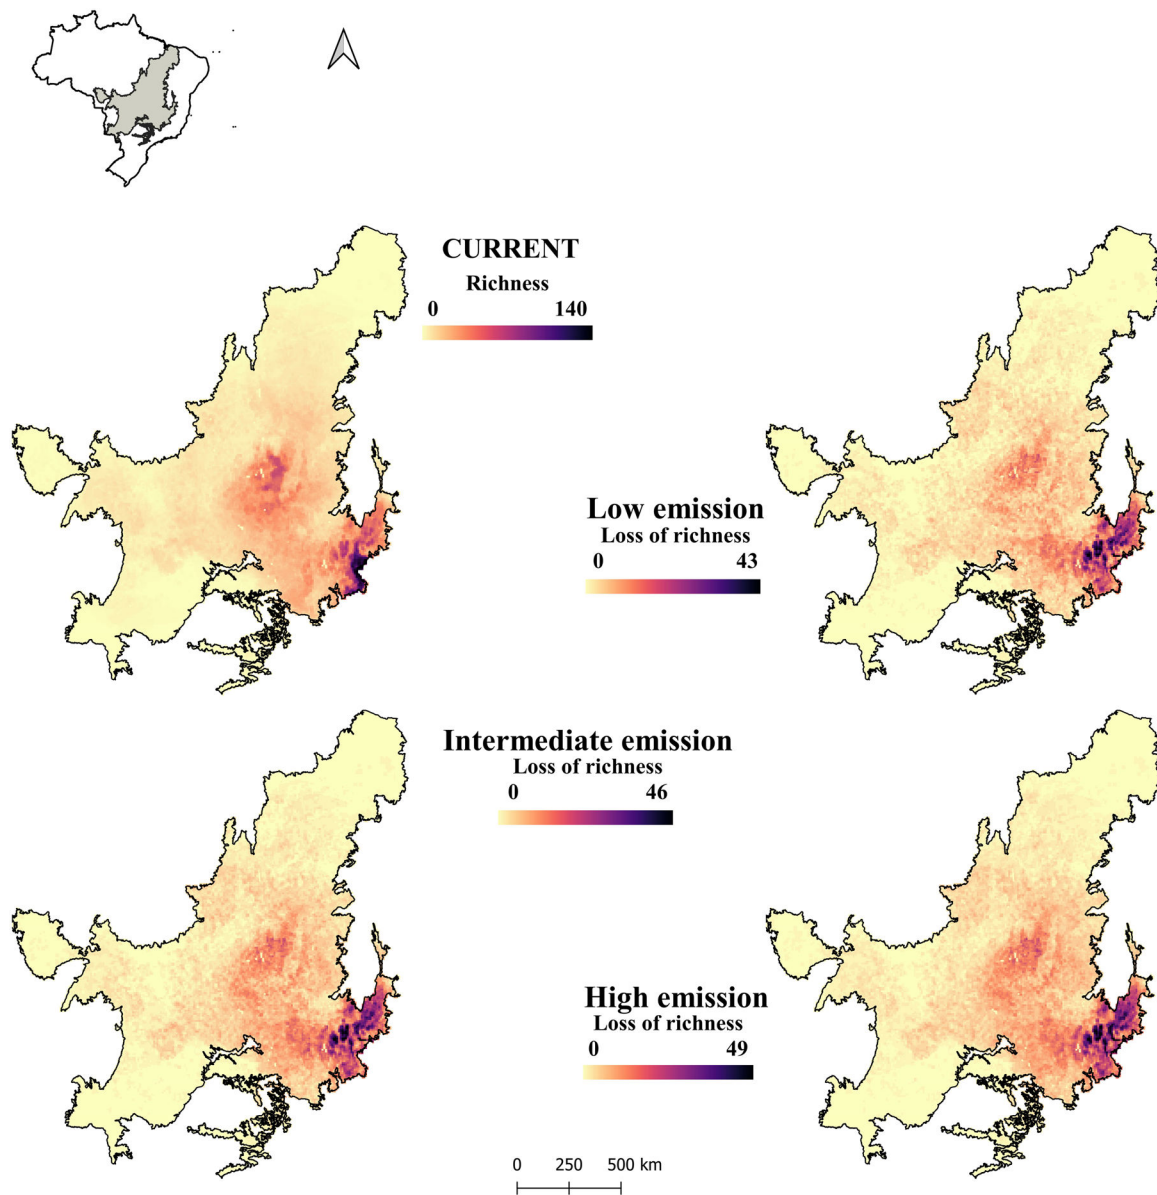 CURRENT
Richness
0 140
Low emission
Loss of richness
0 43
Intermediate emission
Loss of richness
0 46
High emission
Loss of richness
0 49
0 250 500 km